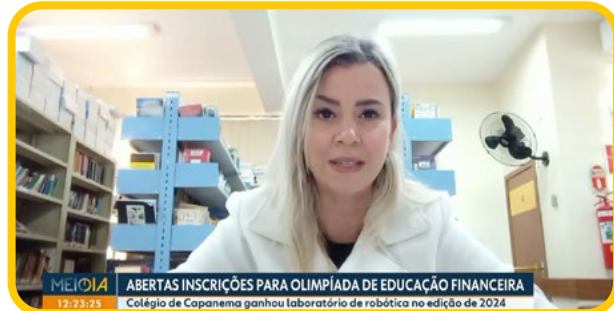 MEIODIA
ABERTAS INSCRIÇÕES PARA OLIMPÍADA DE EDUCAÇÃO FINANCEIRA
12:23:25
Colégio de Capanema ganhou laboratório de robótica no edição de 2024